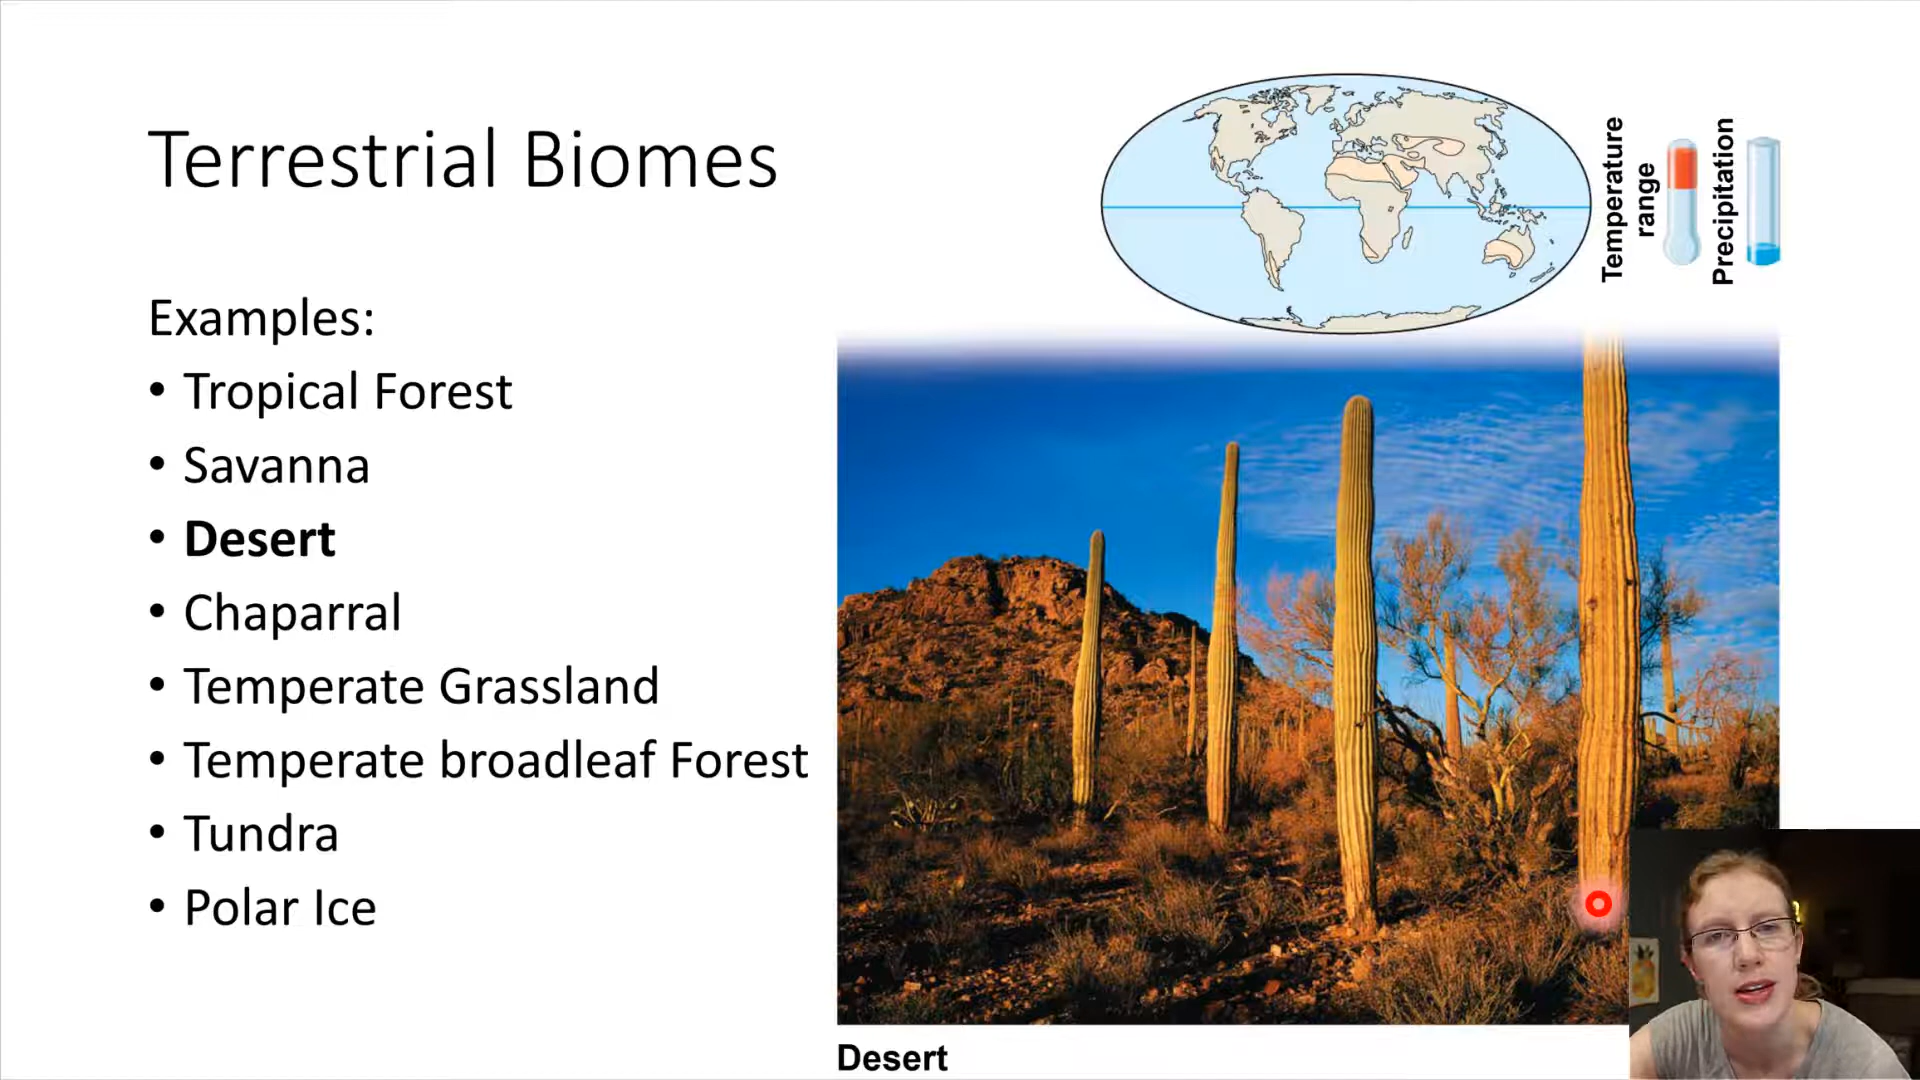 Terrestrial Biomes
Examples:
• Tropical Forest
• Savanna
• Desert
• Chaparral
• Temperate Grassland
• Temperate broadleaf Forest
• Tundra
• Polar Ice
Temperature
range
Precipitation
Desert